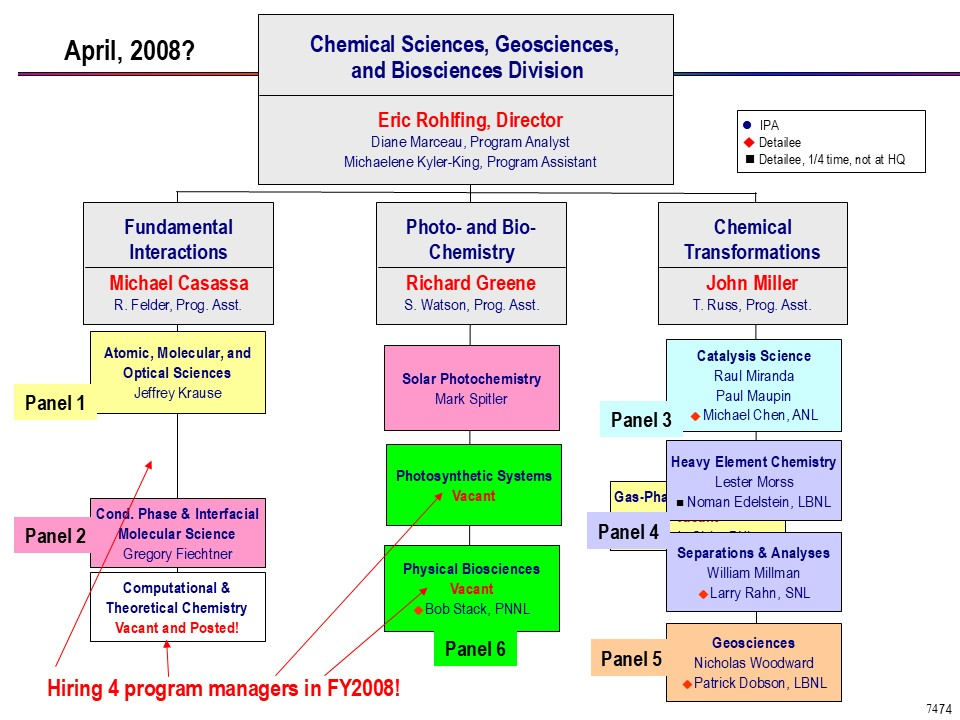 April, 2008?
Chemical Sciences, Geosciences,
and Biosciences Division
Eric Rohlfing, Director
Diane Marceau, Program Analyst
Michaelene Kyler-King, Program Assistant
● IPA
◆ Detailee
■ Detailee, 1/4 time, not at HQ
Fundamental
Interactions
Michael Casassa
R. Felder, Prog. Asst.
Photo- and Bio-
Chemistry
Richard Greene
S. Watson, Prog. Asst.
Chemical
Transformations
John Miller
T. Russ, Prog. Asst.
Atomic, Molecular, and
Optical Sciences
Jeffrey Krause
Panel 1
Cond. Phase & Interfacial
Molecular Science
Gregory Fiechtner
Panel 2
Computational &
Theoretical Chemistry
Vacant and Posted!
Solar Photochemistry
Mark Spitler
Photosynthetic Systems
Vacant
Physical Biosciences
Vacant
◆ Bob Stack, PNNL
Panel 6
Catalysis Science
Raul Miranda
Paul Maupin
◆ Michael Chen, ANL
Panel 3
Heavy Element Chemistry
Lester Morss
■ Noman Edelstein, LBNL
Gas-Pha
Panel 4
Separations & Analyses
William Millman
◆ Larry Rahn, SNL
Geosciences
Nicholas Woodward
◆ Patrick Dobson, LBNL
Panel 5
Hiring 4 program managers in FY2008!
7474